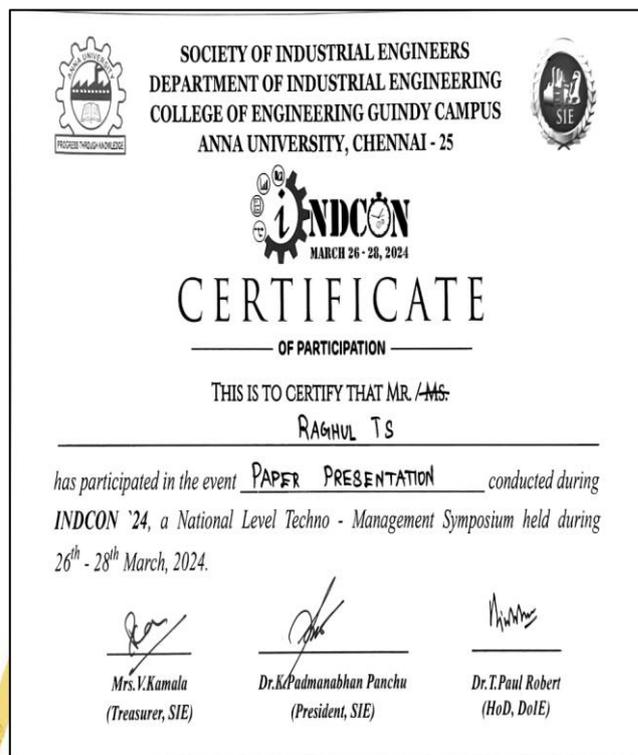 SOCIETY OF INDUSTRIAL ENGINEERS
DEPARTMENT OF INDUSTRIAL ENGINEERING
COLLEGE OF ENGINEERING GUINDY CAMPUS
ANNA UNIVERSITY, CHENNAI - 25
ANNA UNIVERSITY
PROGRESS THROUGH KNOWLEDGE
SIE
iNDCON
MARCH 26 - 28, 2024
CERTIFICATE
OF PARTICIPATION
THIS IS TO CERTIFY THAT MR. / MS.
RAGHUL TS
has participated in the event PAPER PRESENTATION conducted during
INDCON `24, a National Level Techno - Management Symposium held during
26th - 28th March, 2024.
Mrs.V.Kamala
(Treasurer, SIE)
Dr.K.Padmanabhan Panchu
(President, SIE)
Dr.T.Paul Robert
(HoD, DoIE)